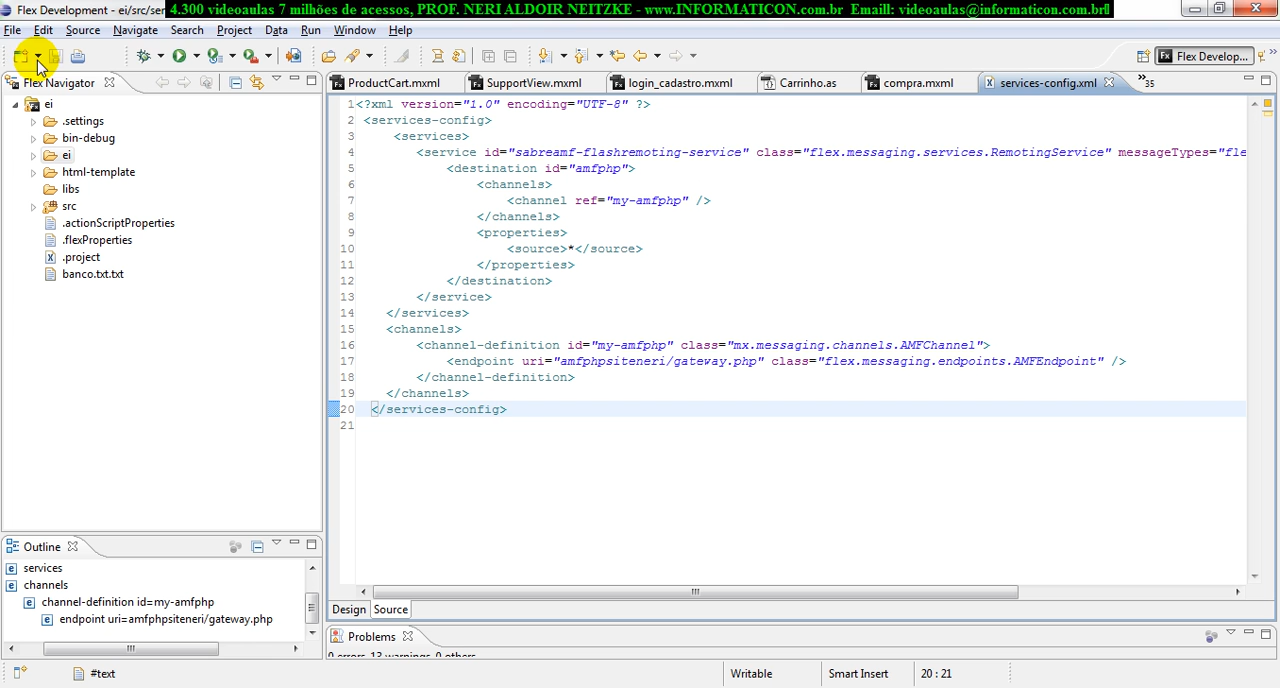 Flex Development - ei/src/ser
4.300 videoaulas 7 milhões de acessos, PROF. NERI ALDOIR NEITZKE - www.INFORMATICON.com.br Emaill: videoaulas@informaticon.com.brl
File Edit Source Navigate Search Project Data Run Window Help
Flex Develop...
Flex Navigator
ProductCart.mxml SupportView.mxml login_cadastro.mxml Carrinho.as compra.mxml services-config.xml 35
ei
.settings
bin-debug
ei
html-template
libs
src
.actionScriptProperties
.flexProperties
.project
banco.txt.txt
1 <?xml version="1.0" encoding="UTF-8" ?>
2 <services-config>
3 <services>
4 <service id="sabreamf-flashremoting-service" class="flex.messaging.services.RemotingService" messageTypes="fle
5 <destination id="amfphp">
6 <channels>
7 <channel ref="my-amfphp" />
8 </channels>
9 <properties>
10 <source>*</source>
11 </properties>
12 </destination>
13 </service>
14 </services>
15 <channels>
16 <channel-definition id="my-amfphp" class="mx.messaging.channels.AMFChannel">
17 <endpoint uri="amfphpsiteneri/gateway.php" class="flex.messaging.endpoints.AMFEndpoint" />
18 </channel-definition>
19 </channels>
20 </services-config>
21
Outline
services
channels
channel-definition id=my-amfphp
endpoint uri=amfphpsiteneri/gateway.php
Design Source
Problems
0 errors, 13 warnings, 0 others
#text
Writable
Smart Insert
20 : 21